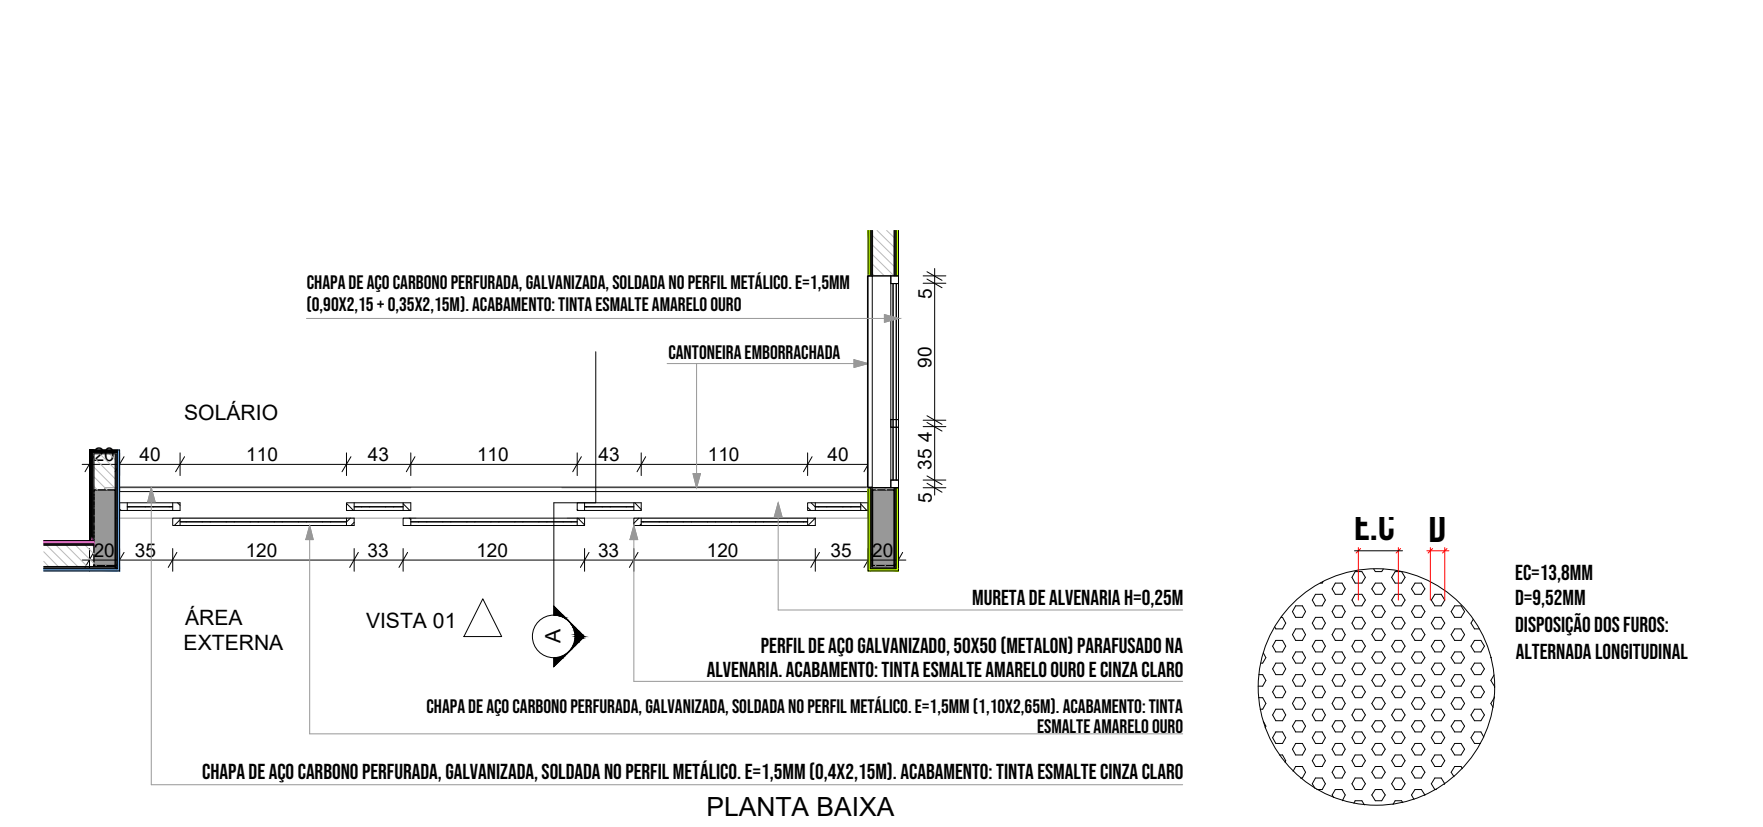 CHAPA DE AÇO CARBONO PERFURADA, GALVANIZADA, SOLDADA NO PERFIL METÁLICO. E=1,5MM
(0,90X2,15 + 0,35X2,15M). ACABAMENTO: TINTA ESMALTE AMARELO OURO
5
90
4
35
5
CANTONEIRA EMBORRACHADA
SOLÁRIO
20 40 110 43 110 43 110 40
20 35 120 33 120 33 120 35 20
ÁREA
EXTERNA
VISTA 01
A
MURETA DE ALVENARIA H=0,25M
PERFIL DE AÇO GALVANIZADO, 50X50 (METALON) PARAFUSADO NA
ALVENARIA. ACABAMENTO: TINTA ESMALTE AMARELO OURO E CINZA CLARO
CHAPA DE AÇO CARBONO PERFURADA, GALVANIZADA, SOLDADA NO PERFIL METÁLICO. E=1,5MM (1,10X2,65M). ACABAMENTO: TINTA
ESMALTE AMARELO OURO
CHAPA DE AÇO CARBONO PERFURADA, GALVANIZADA, SOLDADA NO PERFIL METÁLICO. E=1,5MM (0,4X2,15M). ACABAMENTO: TINTA ESMALTE CINZA CLARO
PLANTA BAIXA
E.C D
EC=13,8MM
D=9,52MM
DISPOSIÇÃO DOS FUROS:
ALTERNADA LONGITUDINAL